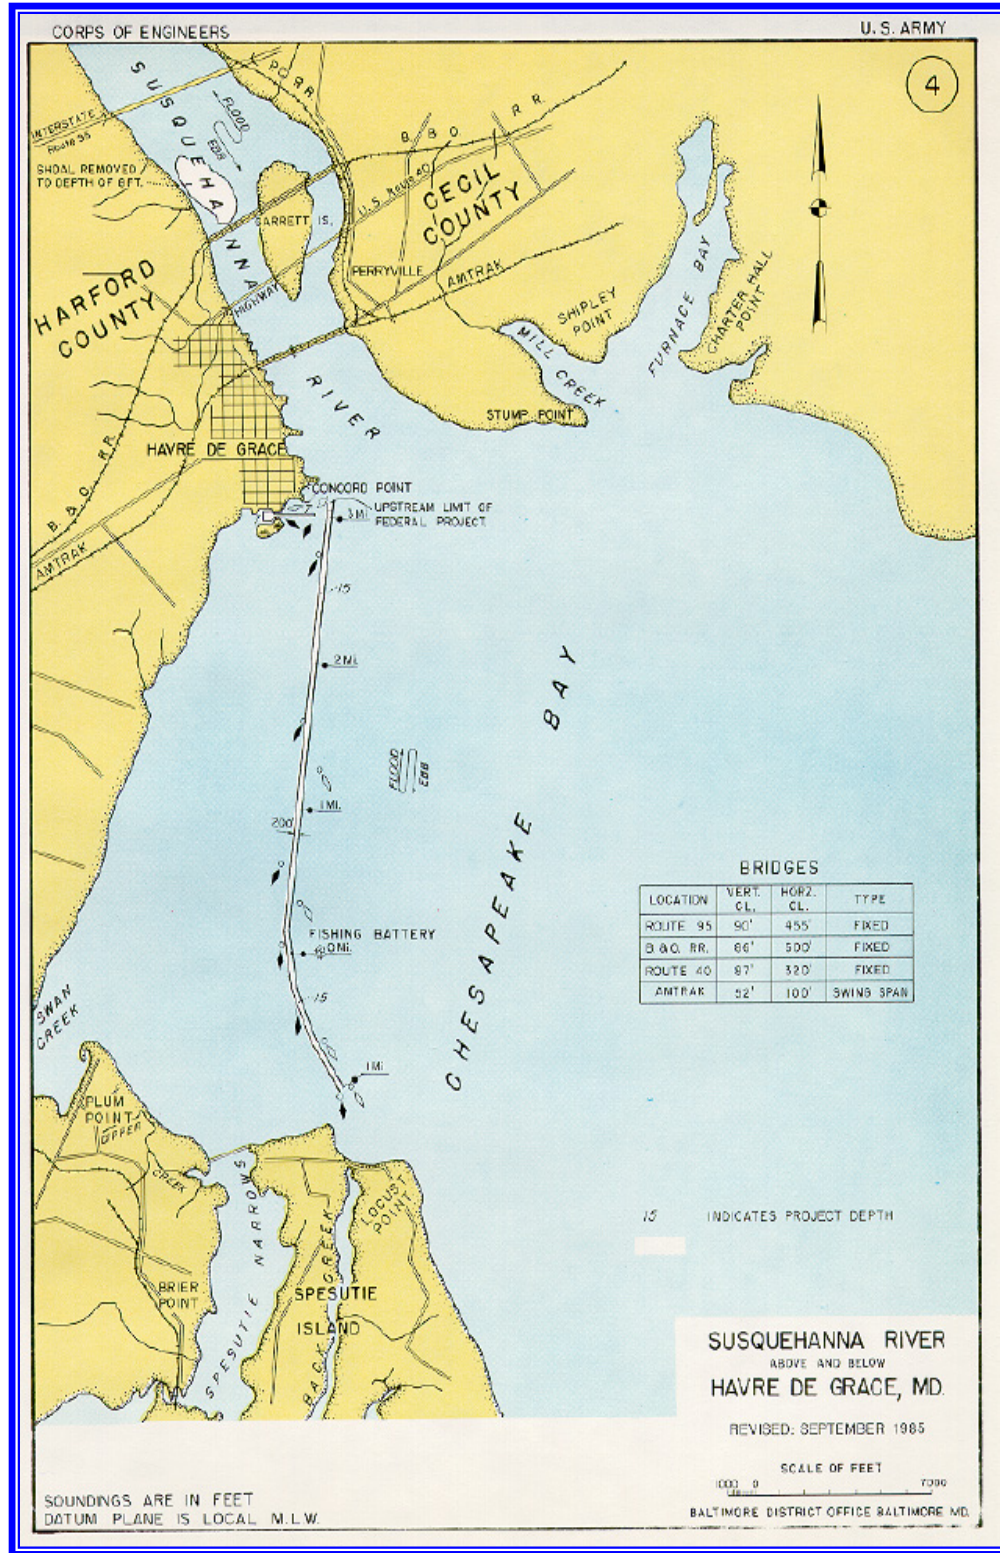 CORPS OF ENGINEERS
U. S. ARMY
4
SUSQUEHANNA
RIVER
INTERSTATE
Route 95
SHOAL REMOVED
TO DEPTH OF 8 FT.
FLOOD
EBB
B. & O. R. R.
U.S. Route 40
CECIL
COUNTY
GARRETT IS.
HIGHWAY
PERRYVILLE
AMTRAK
HARFORD
COUNTY
SHIPLEY
POINT
MILL CREEK
FURNACE BAY
CHARTER HALL
POINT
STUMP POINT
HAVRE DE GRACE
B. & O. RR.
AMTRAK
CONCORD POINT
UPSTREAM LIMIT OF
FEDERAL PROJECT
3 Mi.
15
2 Mi.
FLOOD
EBB
1 Mi.
200'
CHESAPEAKE BAY
FISHING BATTERY
0 Mi.
15
1 Mi.
BRIDGES
LOCATION VERT. CL. HORZ. CL. TYPE
ROUTE 95 90' 455' FIXED
B. & O. RR. 86' 500' FIXED
ROUTE 40 87' 320' FIXED
AMTRAK 52' 100' SWING SPAN
SWAN
CREEK
PLUM
POINT
UPPER
CREEK
SPESUTIE NARROWS
LOCUST
POINT
BACK CREEK
BRIER
POINT
SPESUTIE
ISLAND
15 INDICATES PROJECT DEPTH
SUSQUEHANNA RIVER
ABOVE AND BELOW
HAVRE DE GRACE, MD.
REVISED: SEPTEMBER 1985
SCALE OF FEET
1000 0 7000
BALTIMORE DISTRICT OFFICE BALTIMORE MD.
SOUNDINGS ARE IN FEET
DATUM PLANE IS LOCAL M.L.W.